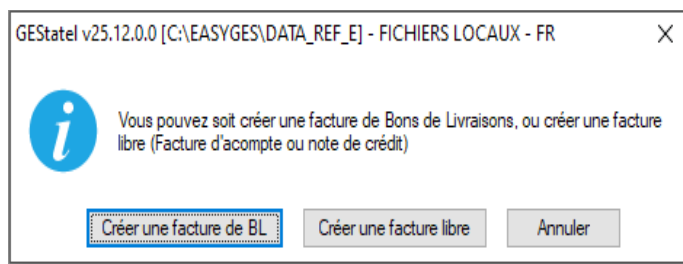 GEStatel v25.12.0.0 [C:\EASYGES\DATA_REF_E] - FICHIERS LOCAUX - FR
Vous pouvez soit créer une facture de Bons de Livraisons, ou créer une facture
libre (Facture d'acompte ou note de crédit)
Créer une facture de BL
Créer une facture libre
Annuler